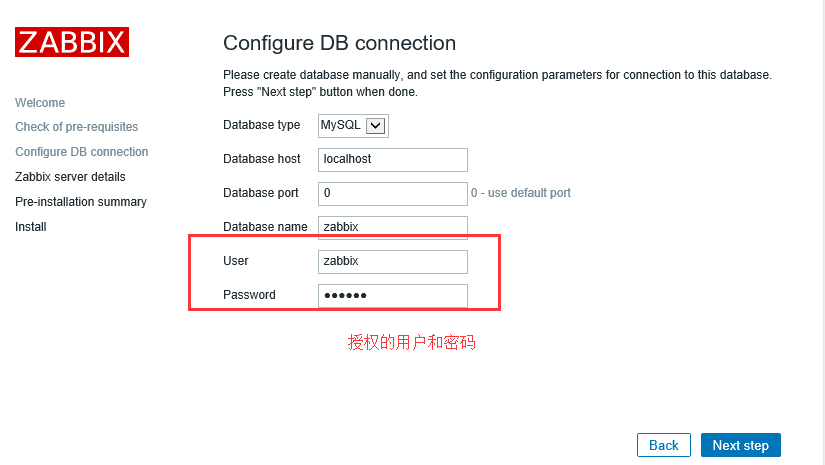 ZABBIX
Welcome
Check of pre-requisites
Configure DB connection
Zabbix server details
Pre-installation summary
Install
Configure DB connection
Please create database manually, and set the configuration parameters for connection to this database.
Press "Next step" button when done.
Database type MySQL
Database host localhost
Database port 0 0 - use default port
Database name zabbix
User zabbix
Password ●●●●●●
授权的用户和密码
Back Next step